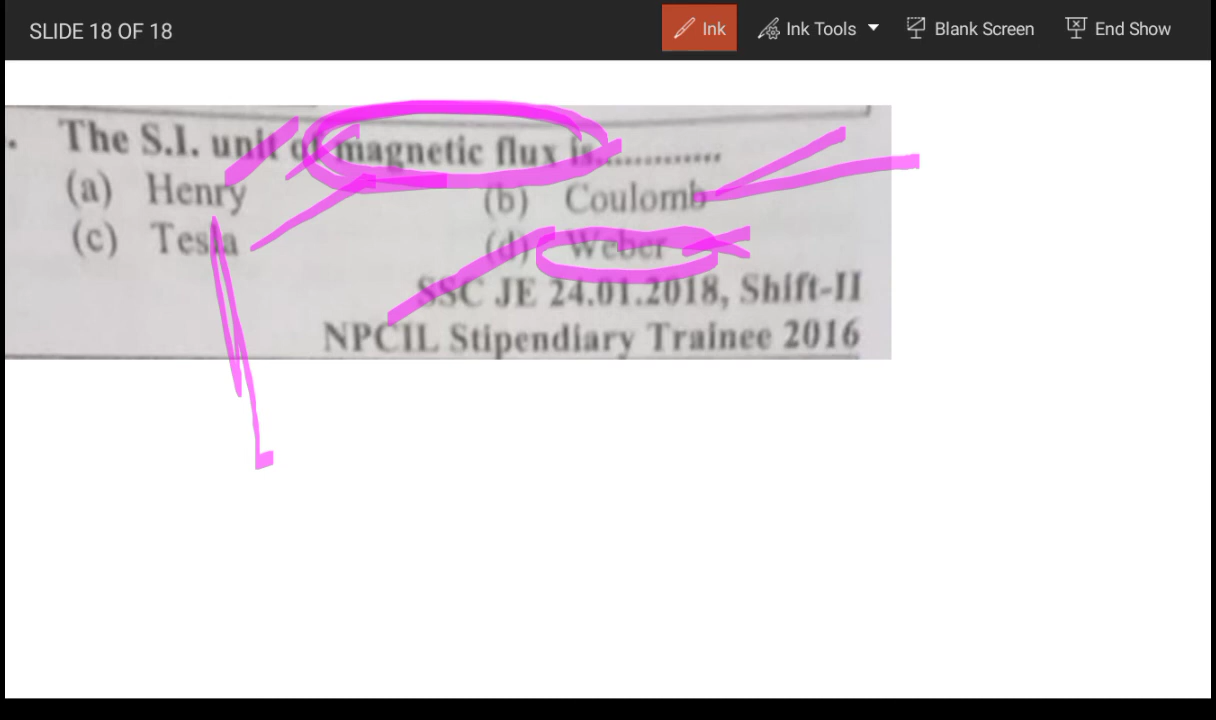 SLIDE 18 OF 18
Ink
Ink Tools
Blank Screen
End Show
The S.I. unit of magnetic flux is.............
(a) Henry
(b) Coulomb
(c) Tesla
(d) Weber
SSC JE 24.01.2018, Shift-II
NPCIL Stipendiary Trainee 2016